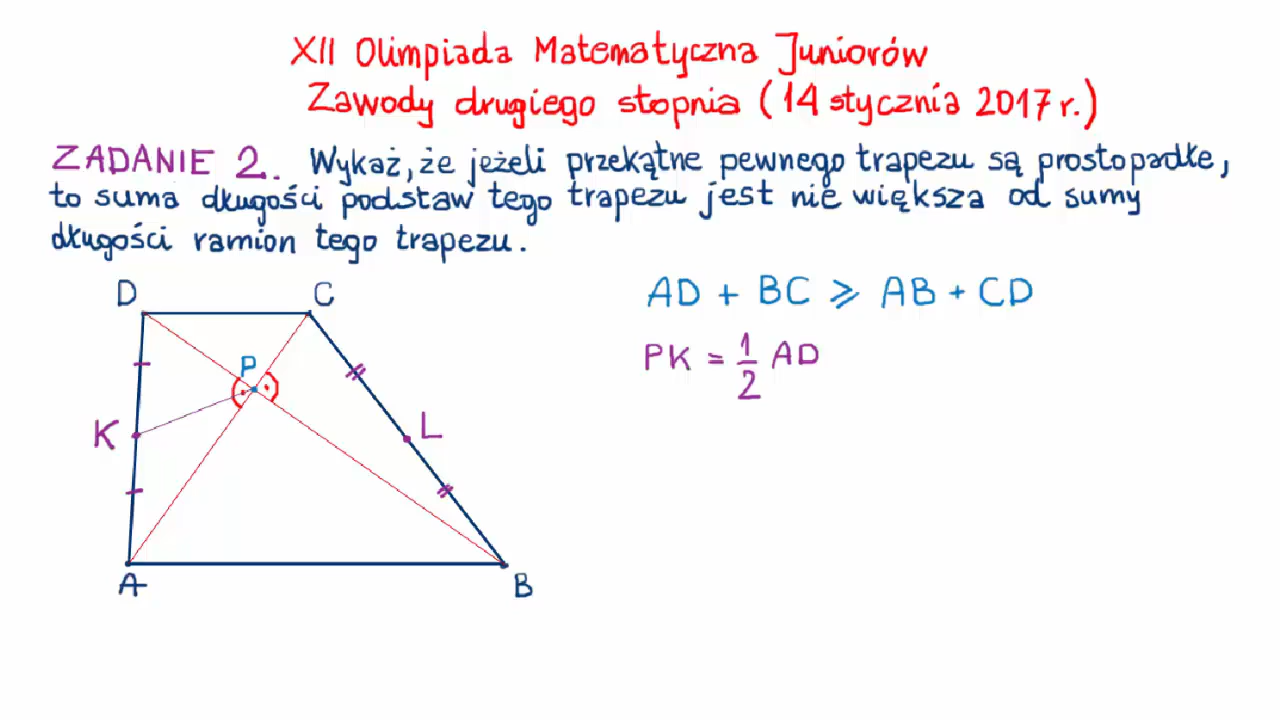 XII Olimpiada Matematyczna Juniorów
Zawody drugiego stopnia (14 stycznia 2017 r.)
ZADANIE 2. Wykaż, że jeżeli przekątne pewnego trapezu są prostopadłe,
to suma długości podstaw tego trapezu jest nie większa od sumy
długości ramion tego trapezu.
D C
AD + BC ⩾ AB + CD
P
PK = 1/2 AD
K L
A B